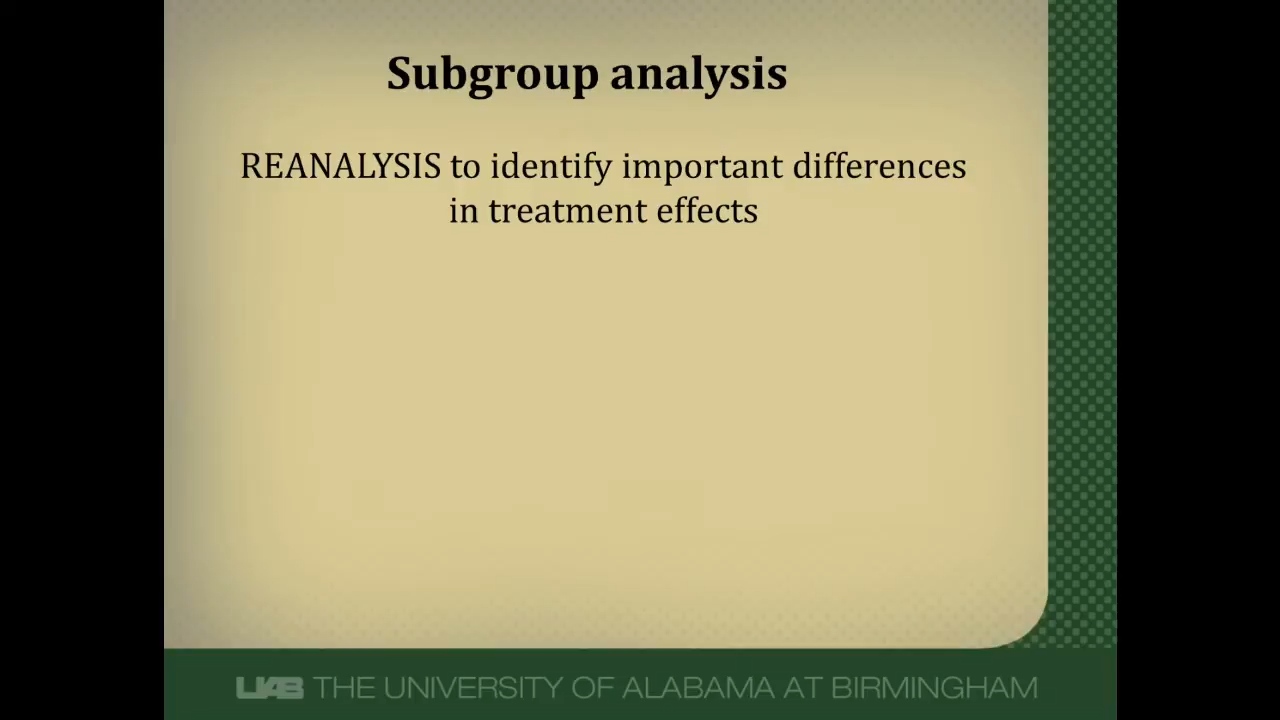 Subgroup analysis
REANALYSIS to identify important differences
in treatment effects
UAB THE UNIVERSITY OF ALABAMA AT BIRMINGHAM